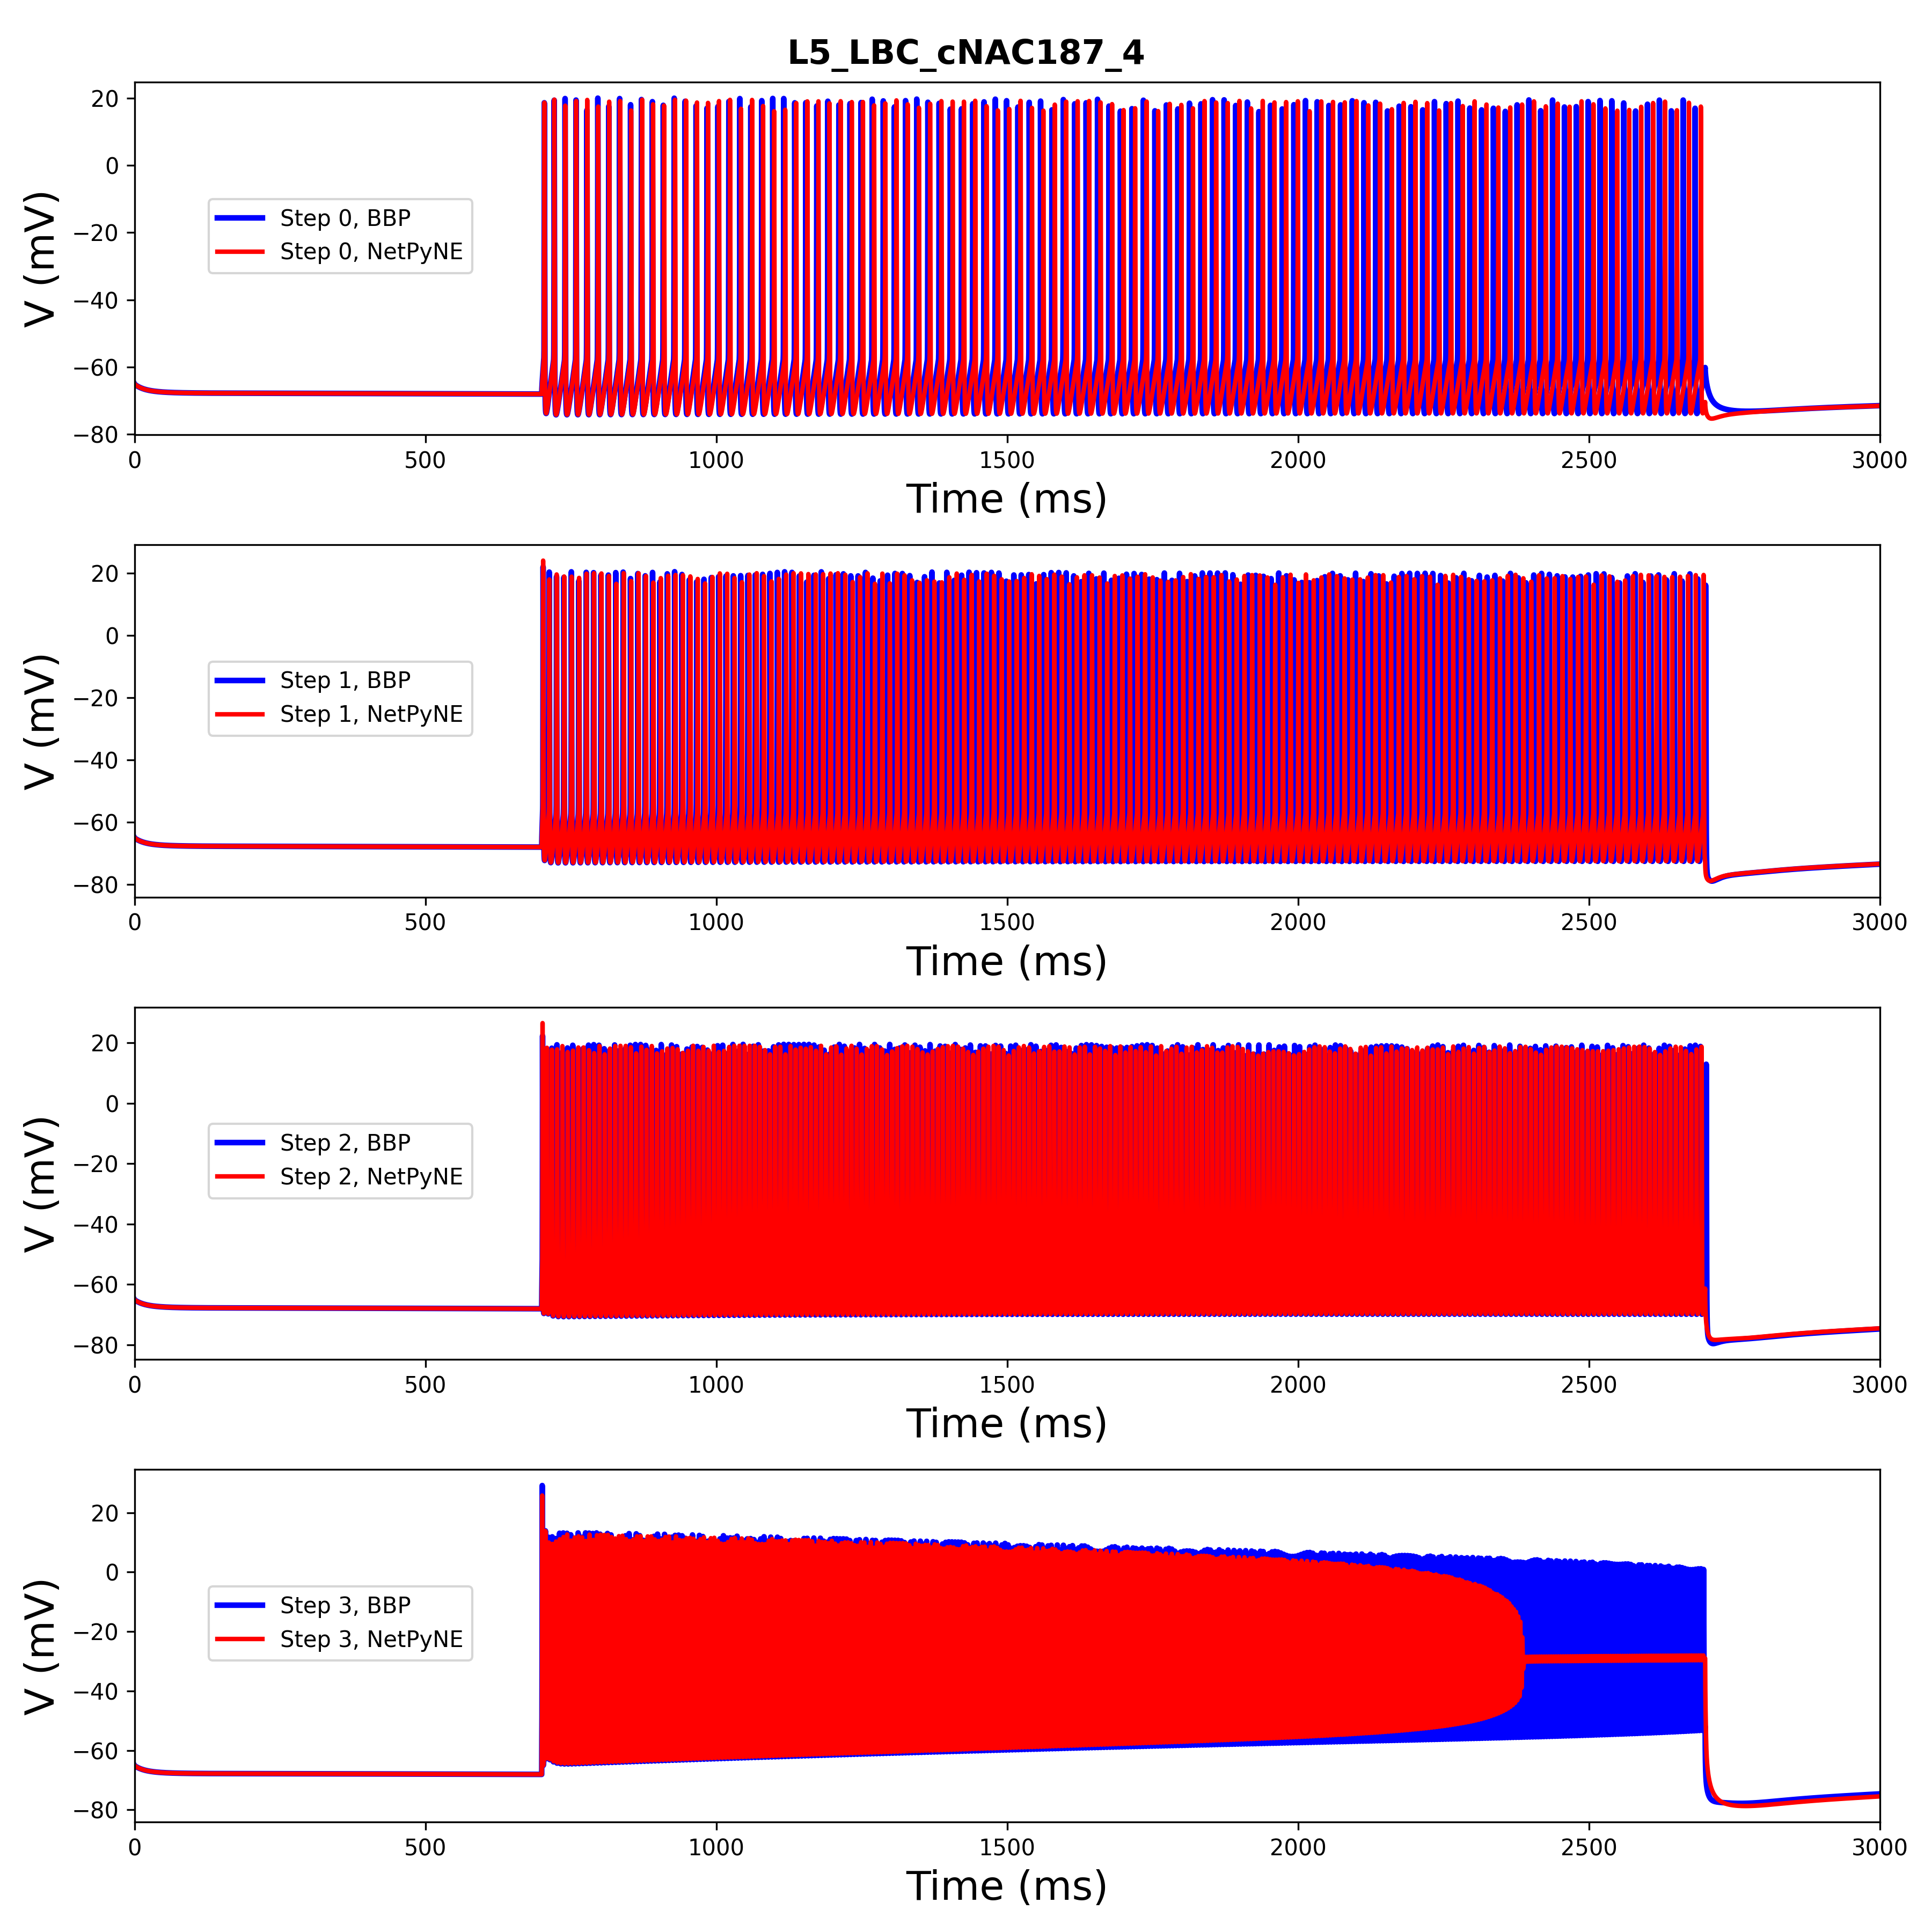 L5_LBC_cNAC187_4
20
0
−20
−40
−60
−80
V (mV)
Step 0, BBP
Step 0, NetPyNE
0 500 1000 1500 2000 2500 3000
Time (ms)
20
0
−20
−40
−60
−80
V (mV)
Step 1, BBP
Step 1, NetPyNE
0 500 1000 1500 2000 2500 3000
Time (ms)
20
0
−20
−40
−60
−80
V (mV)
Step 2, BBP
Step 2, NetPyNE
0 500 1000 1500 2000 2500 3000
Time (ms)
20
0
−20
−40
−60
−80
V (mV)
Step 3, BBP
Step 3, NetPyNE
0 500 1000 1500 2000 2500 3000
Time (ms)